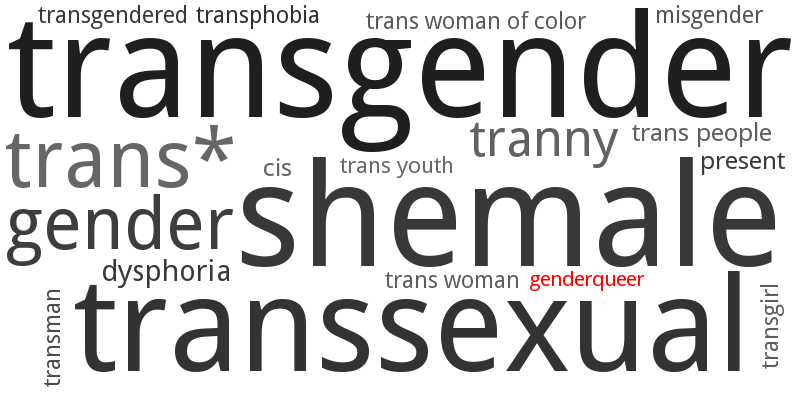 transgendered transphobia
trans woman of color
misgender
transgender
trans*
tranny
trans people
cis
trans youth
present
gender
shemale
dysphoria
trans woman
genderqueer
transman
transsexual
transgirl